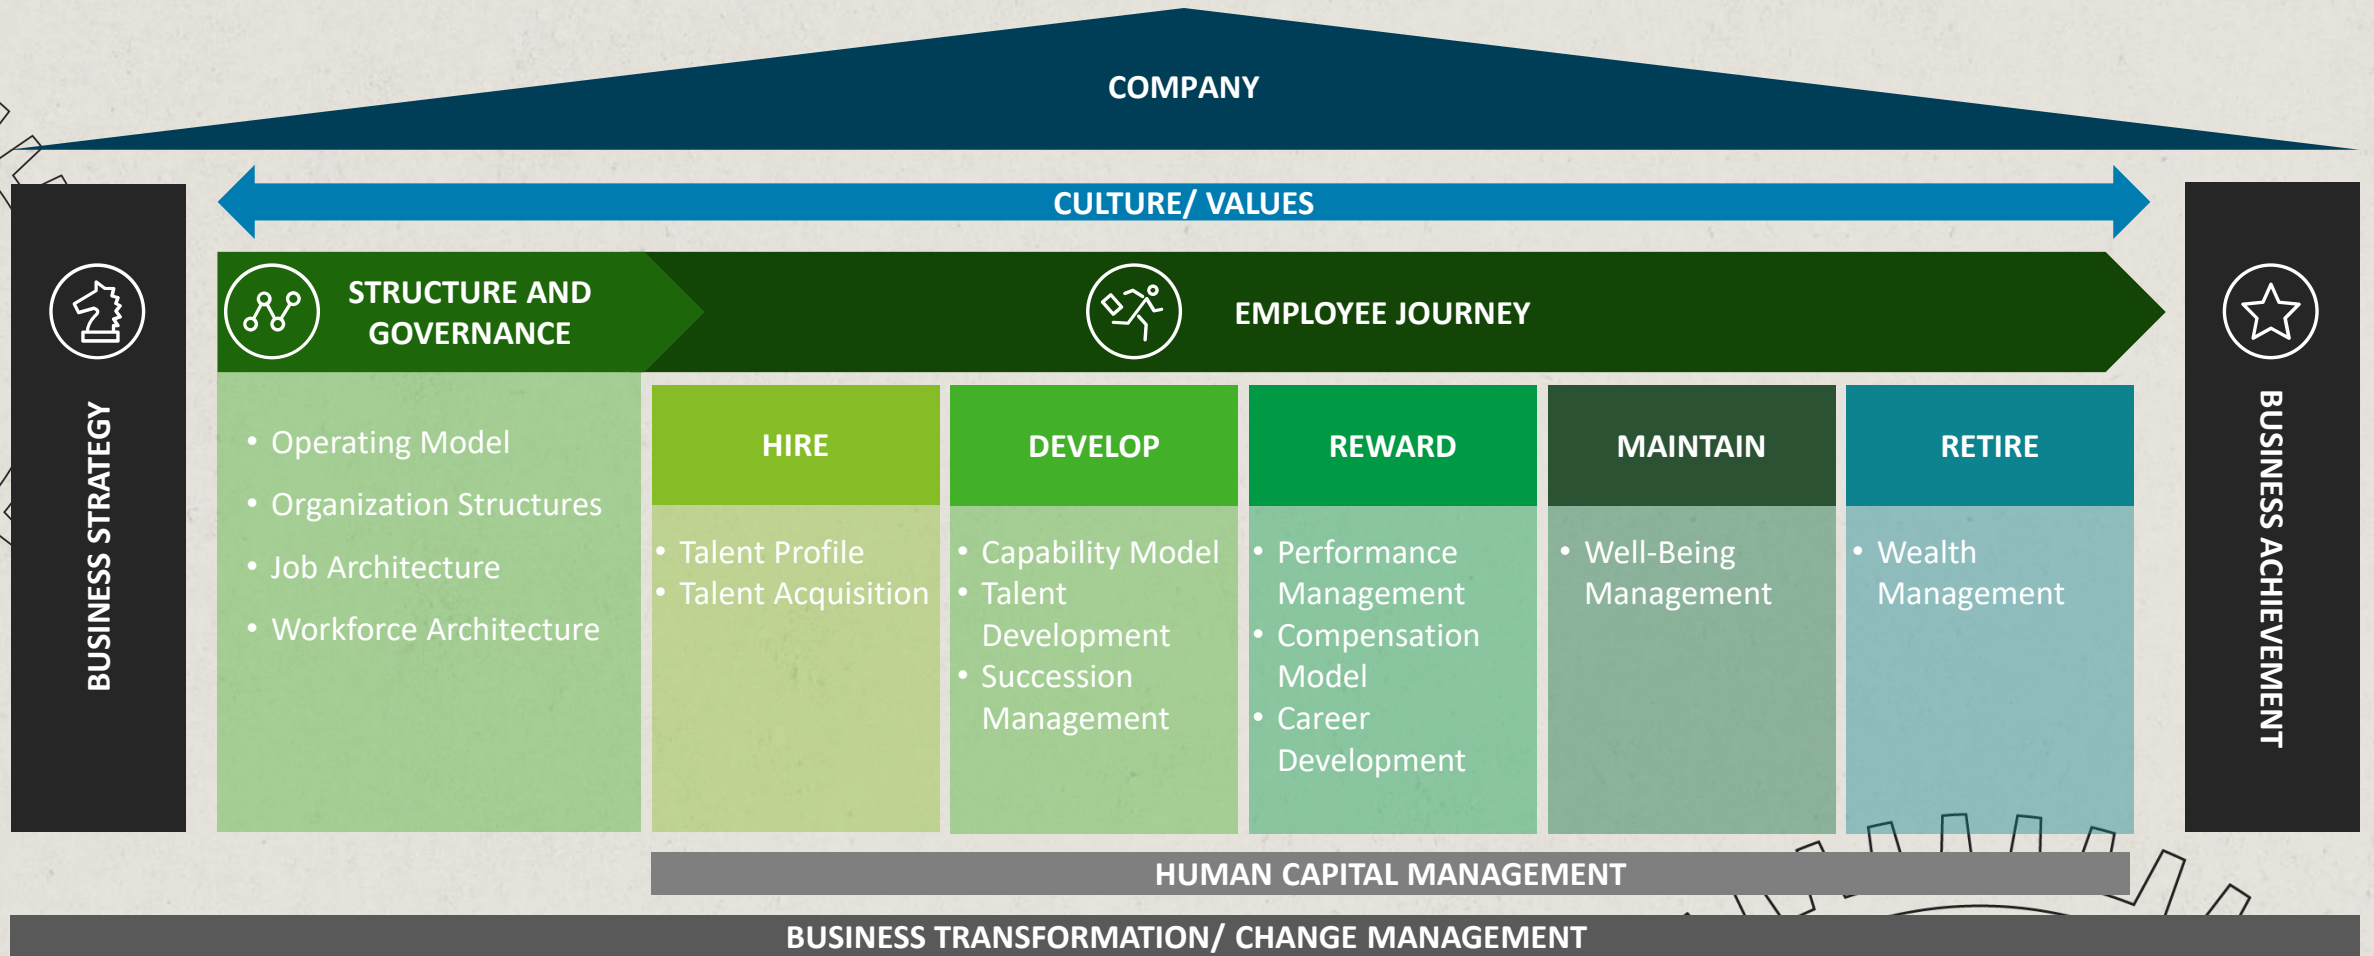 COMPANY
CULTURE/ VALUES
BUSINESS STRATEGY
STRUCTURE AND
GOVERNANCE
• Operating Model
• Organization Structures
• Job Architecture
• Workforce Architecture
EMPLOYEE JOURNEY
HIRE
• Talent Profile
• Talent Acquisition
DEVELOP
• Capability Model
• Talent
Development
• Succession
Management
REWARD
• Performance
Management
• Compensation
Model
• Career
Development
MAINTAIN
• Well-Being
Management
RETIRE
• Wealth
Management
BUSINESS ACHIEVEMENT
HUMAN CAPITAL MANAGEMENT
BUSINESS TRANSFORMATION/ CHANGE MANAGEMENT